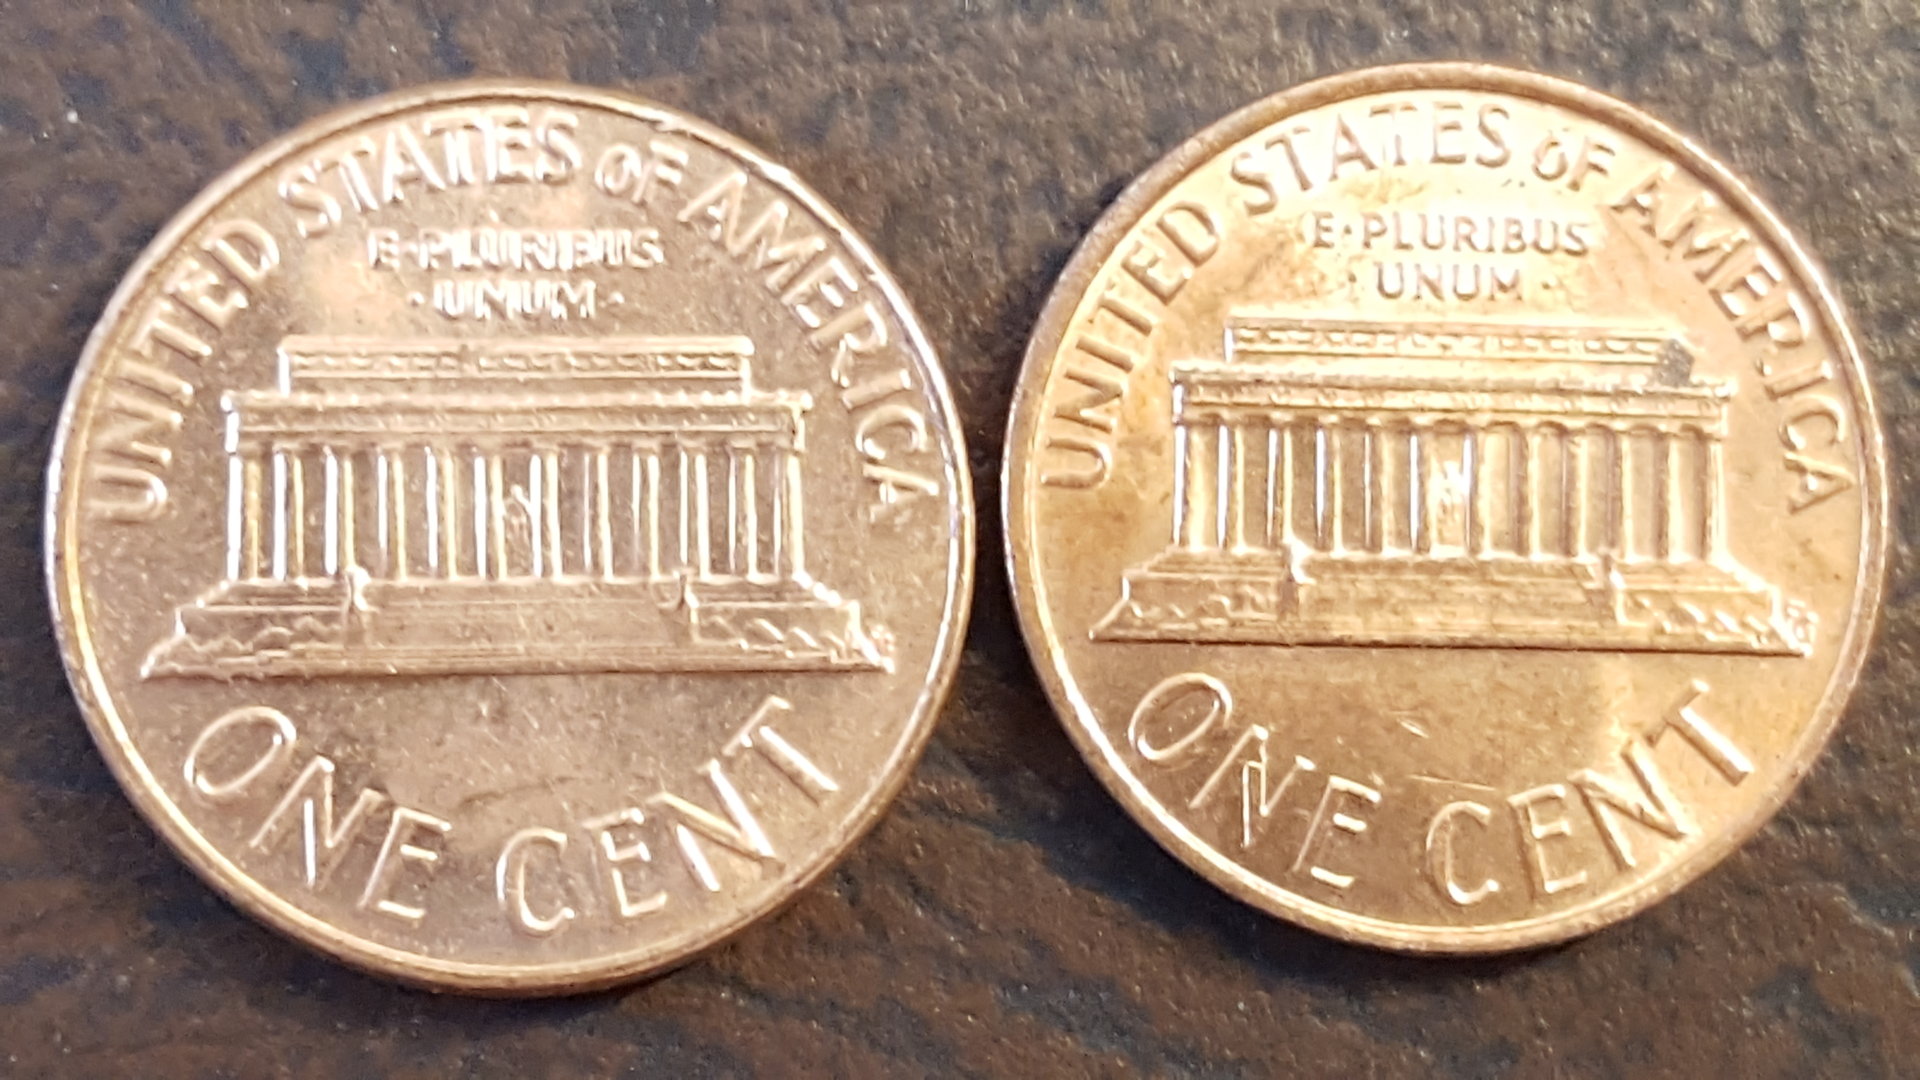 UNITED STATES OF AMERICA
E·PLURIBUS
·UNUM·
ONE CENT
UNITED STATES OF AMERICA
E·PLURIBUS
·UNUM·
ONE CENT